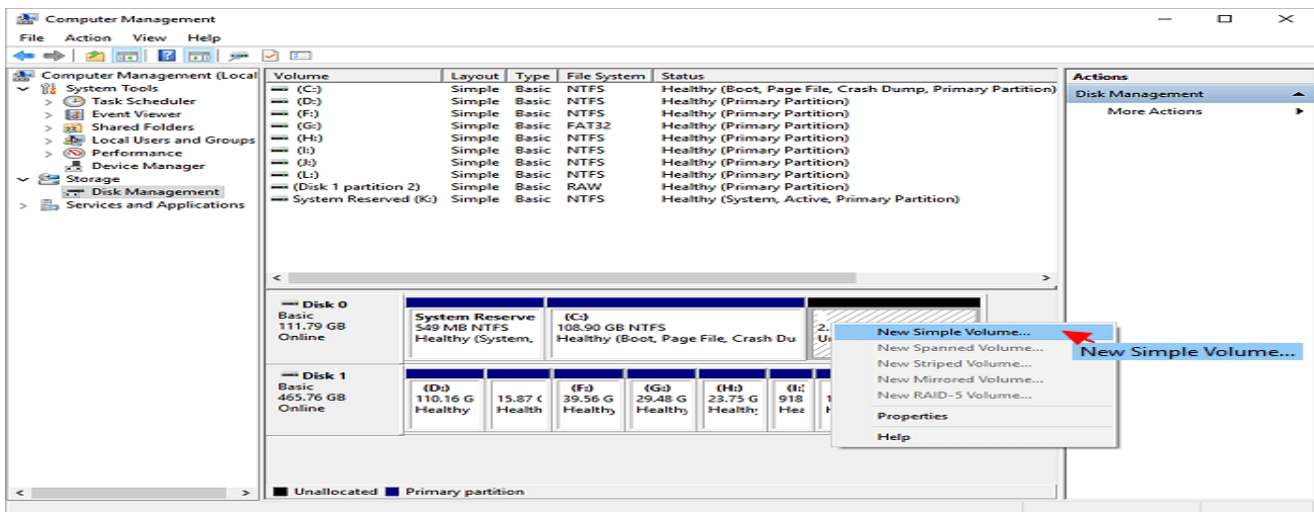 Computer Management
File Action View Help
Computer Management (Local
System Tools
Task Scheduler
Event Viewer
Shared Folders
Local Users and Groups
Performance
Device Manager
Storage
Disk Management
Services and Applications
Volume Layout Type File System Status
(C:) Simple Basic NTFS Healthy (Boot, Page File, Crash Dump, Primary Partition)
(D:) Simple Basic NTFS Healthy (Primary Partition)
(F:) Simple Basic NTFS Healthy (Primary Partition)
(G:) Simple Basic FAT32 Healthy (Primary Partition)
(H:) Simple Basic NTFS Healthy (Primary Partition)
(I:) Simple Basic NTFS Healthy (Primary Partition)
(J:) Simple Basic NTFS Healthy (Primary Partition)
(L:) Simple Basic NTFS Healthy (Primary Partition)
(Disk 1 partition 2) Simple Basic RAW Healthy (Primary Partition)
System Reserved (K:) Simple Basic NTFS Healthy (System, Active, Primary Partition)
Actions
Disk Management
More Actions
Disk 0
Basic
111.79 GB
Online
System Reserve
549 MB NTFS
Healthy (System,
(C:)
108.90 GB NTFS
Healthy (Boot, Page File, Crash Du
2.
Disk 1
Basic
465.76 GB
Online
(D:)
110.16 G
Healthy
15.87 (
Health
(F:)
39.56 G
Healthy
(G:)
29.48 G
Healthy
(H:)
23.75 G
Health
(I:
918
Hea
New Simple Volume...
New Spanned Volume...
New Striped Volume...
New Mirrored Volume...
New RAID-5 Volume...
Properties
Help
New Simple Volume...
Unallocated Primary partition